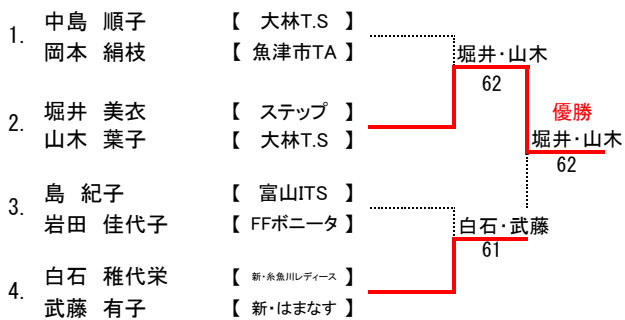 1. 中島 順子 【 大林T.S 】
岡本 絹枝 【 魚津市TA 】
堀井・山木
62
2. 堀井 美衣 【 ステップ 】
山木 葉子 【 大林T.S 】
優勝
堀井・山木
62
3. 島 紀子 【 富山ITS 】
岩田 佳代子 【 FFボニータ 】
白石・武藤
61
4. 白石 稚代栄 【 新・糸魚川レディース 】
武藤 有子 【 新・はまなす 】